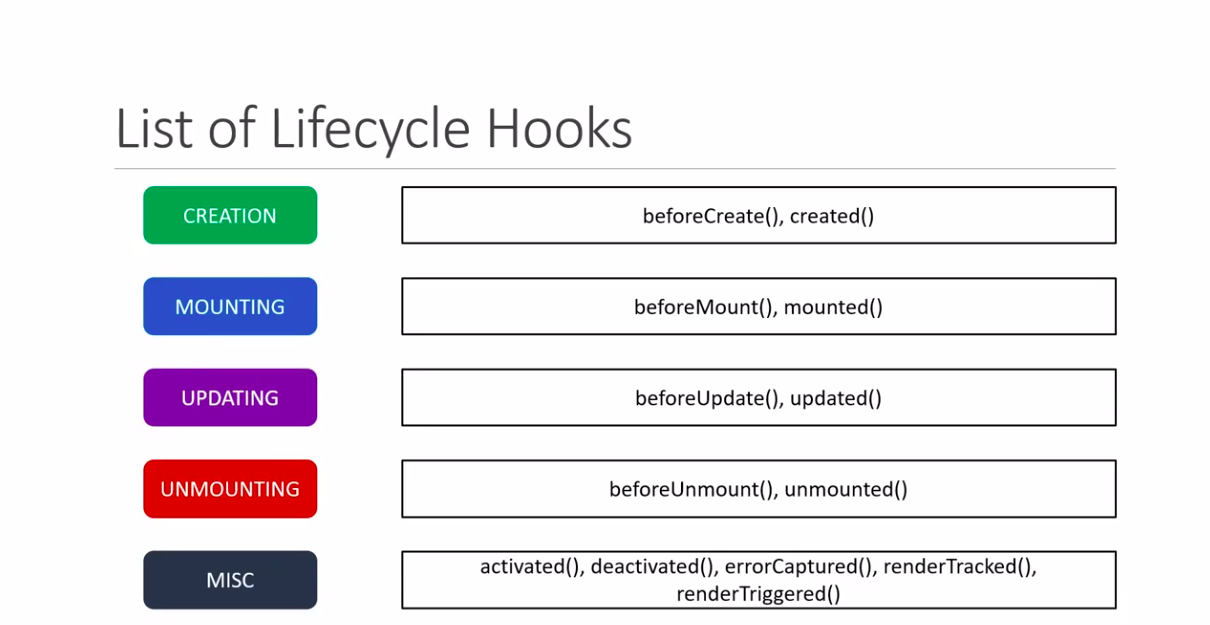 List of Lifecycle Hooks
CREATION
beforeCreate(), created()
MOUNTING
beforeMount(), mounted()
UPDATING
beforeUpdate(), updated()
UNMOUNTING
beforeUnmount(), unmounted()
MISC
activated(), deactivated(), errorCaptured(), renderTracked(),
renderTriggered()